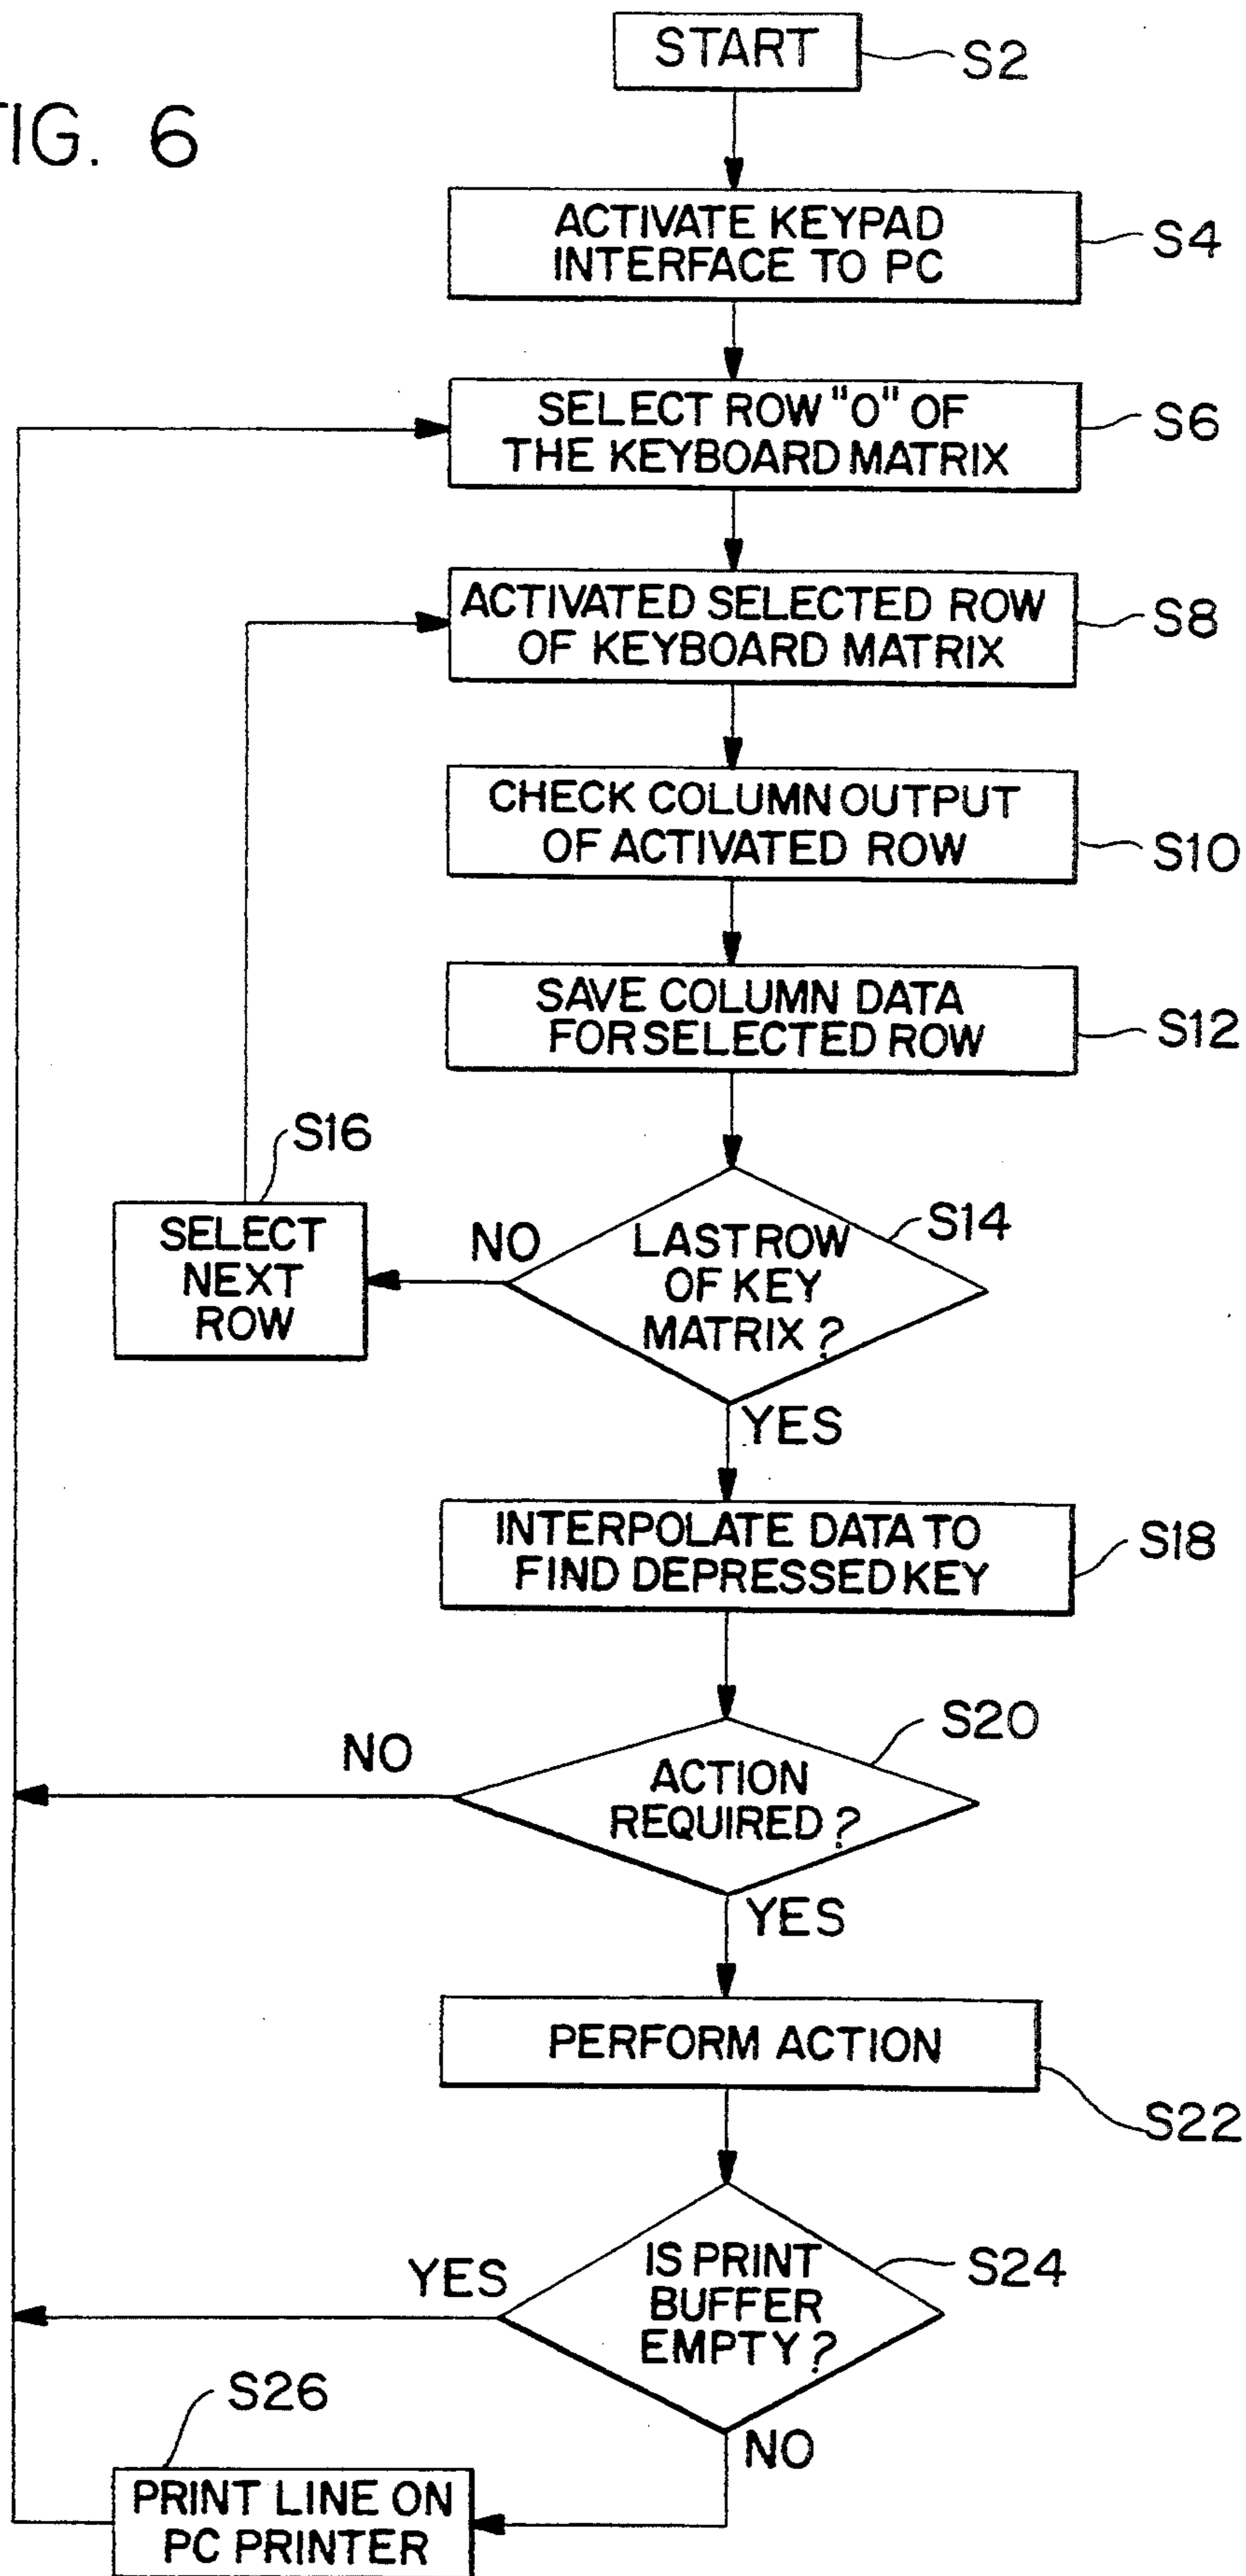 START
S2
FIG. 6
ACTIVATE KEYPAD
INTERFACE TO PC
S4
SELECT ROW "O" OF
THE KEYBOARD MATRIX
S6
ACTIVATED SELECTED ROW
OF KEYBOARD MATRIX
S8
CHECK COLUMN OUTPUT
OF ACTIVATED ROW
S10
SAVE COLUMN DATA
FOR SELECTED ROW
S12
S16
SELECT
NEXT
ROW
NO
LAST ROW
OF KEY
MATRIX?
S14
YES
INTERPOLATE DATA TO
FIND DEPRESSED KEY
S18
NO
ACTION
REQUIRED?
S20
YES
PERFORM ACTION
S22
YES
IS PRINT
BUFFER
EMPTY?
S24
NO
S26
PRINT LINE ON
PC PRINTER